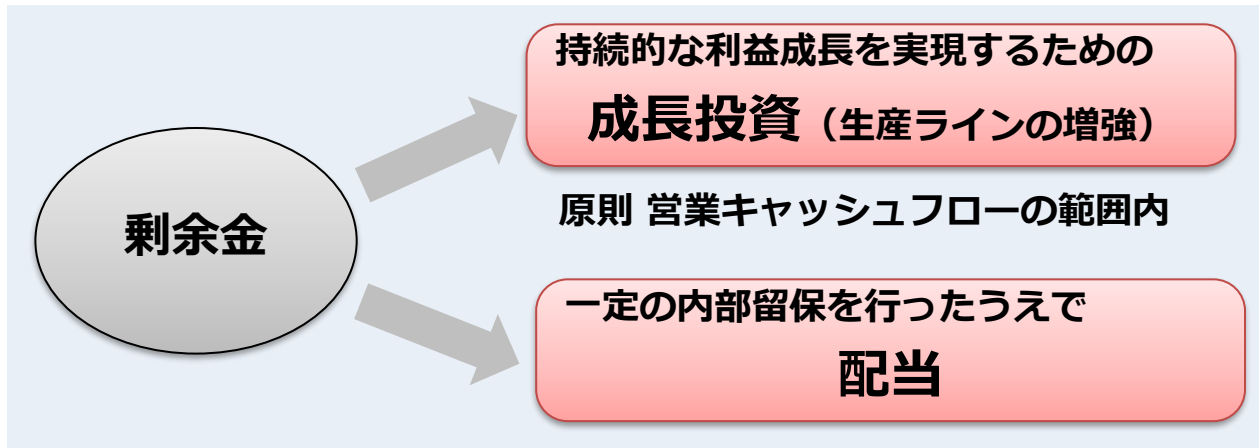 持続的な利益成長を実現するための
成長投資（生産ラインの増強）
剰余金
原則 営業キャッシュフローの範囲内
一定の内部留保を行ったうえで
配当